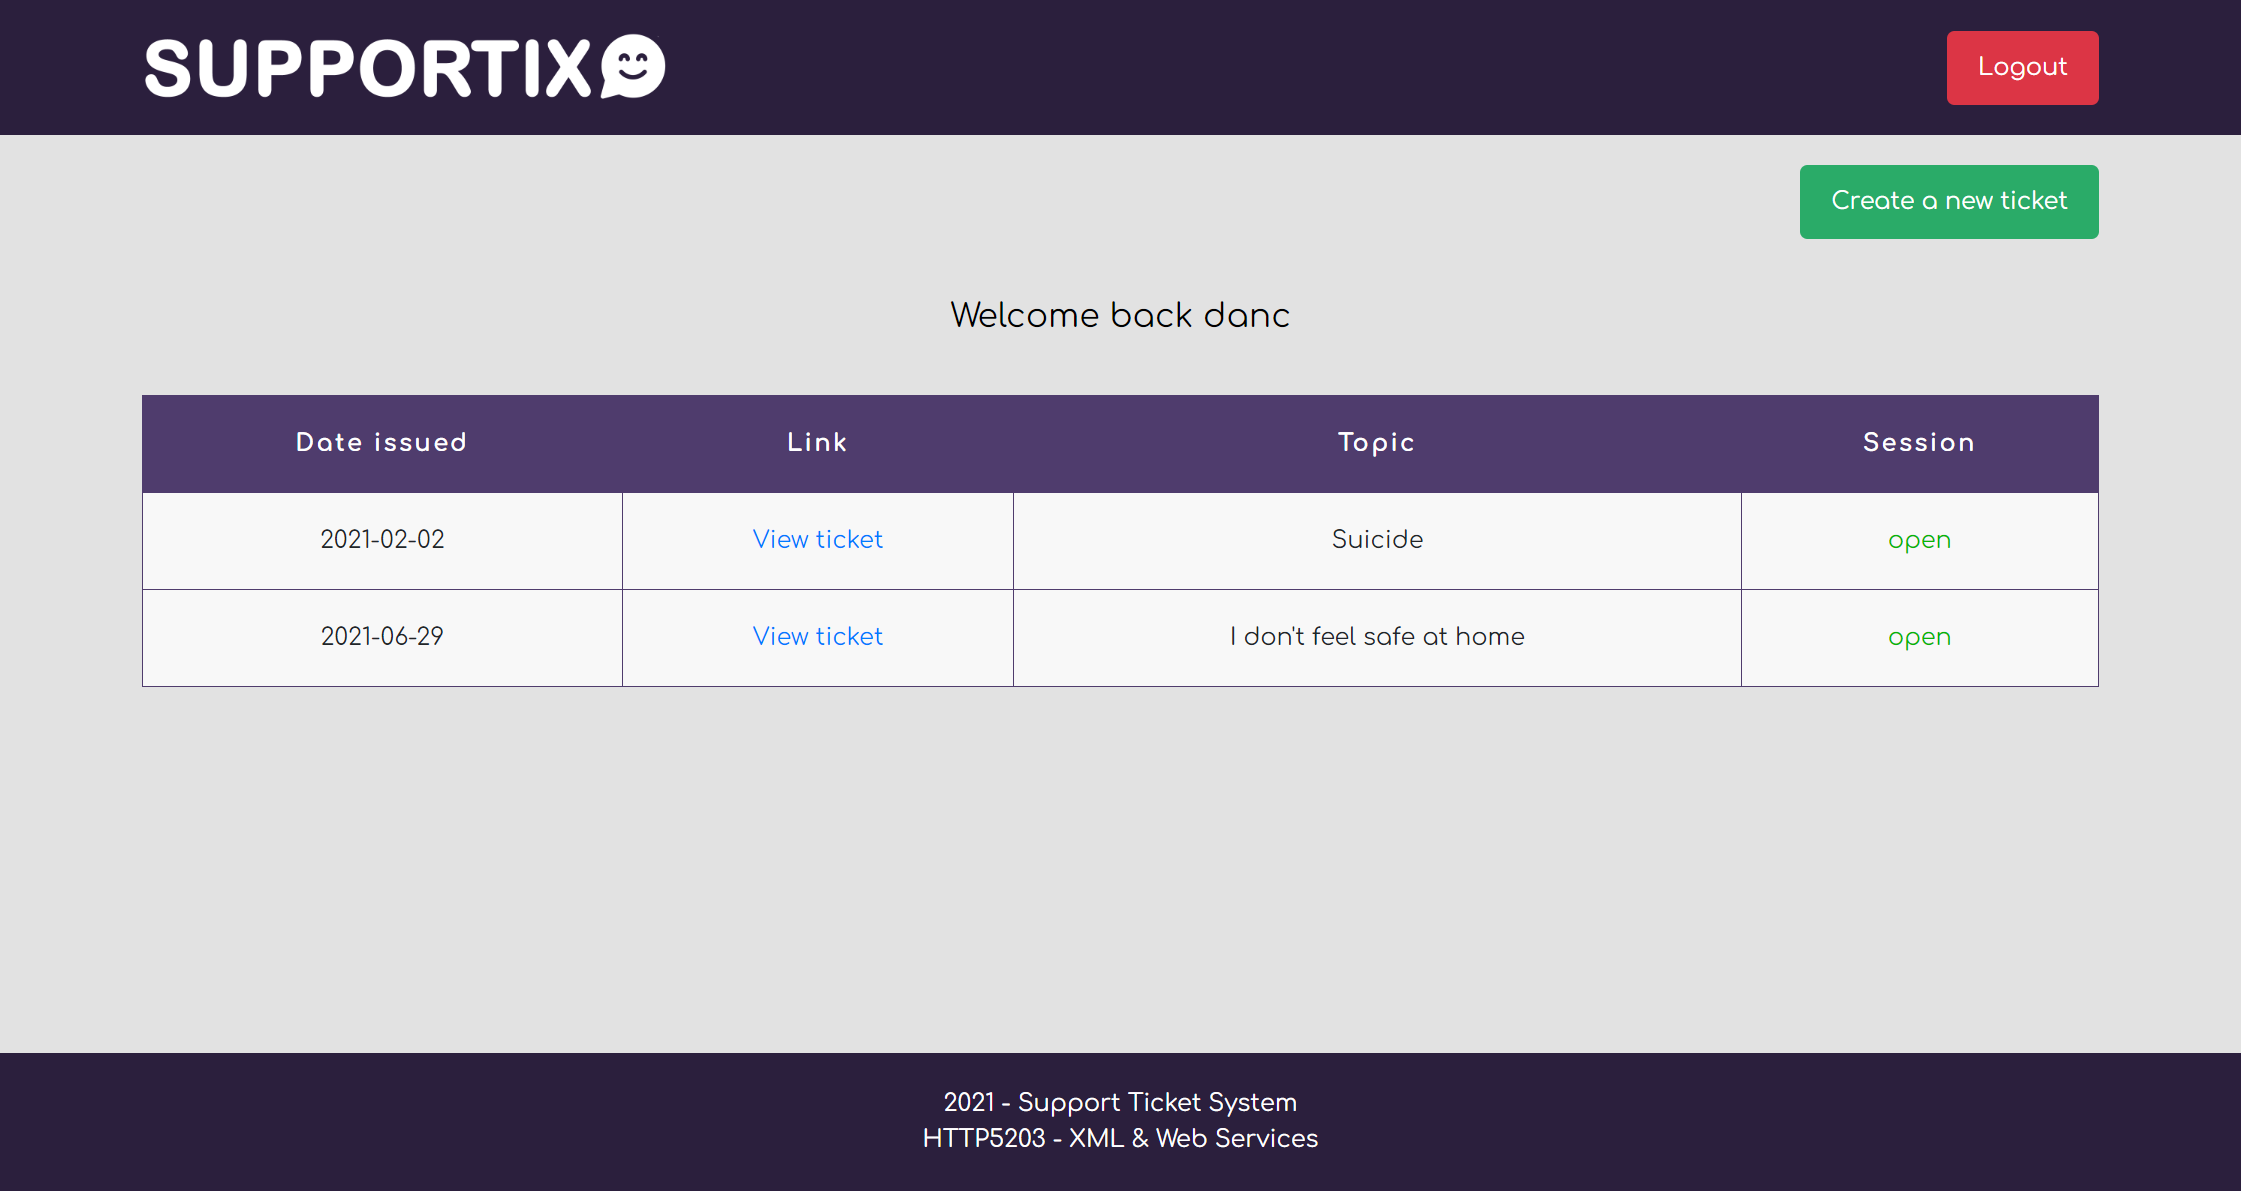 SUPPORTIX
Logout
Create a new ticket
Welcome back danc
Date issued Link Topic Session
2021-02-02 View ticket Suicide open
2021-06-29 View ticket I don't feel safe at home open
2021 - Support Ticket System
HTTP5203 - XML & Web Services